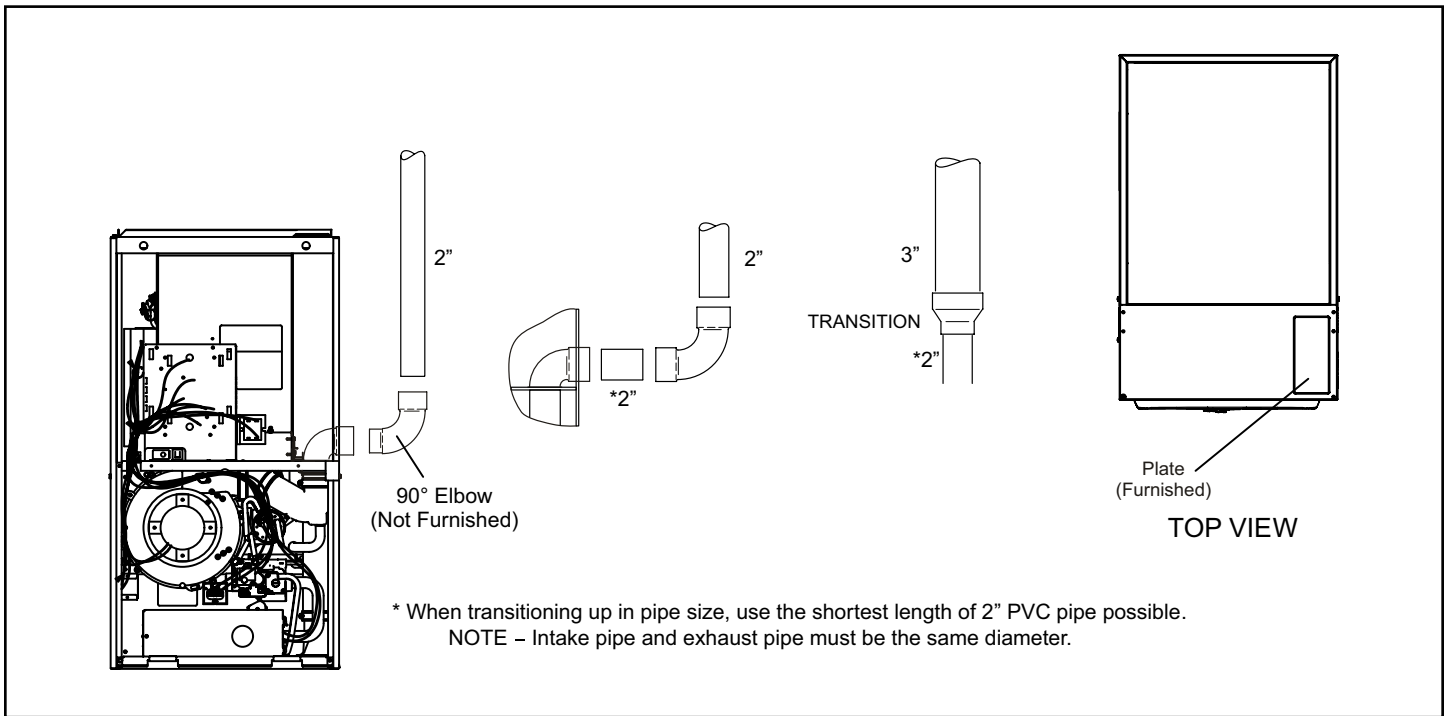 2”
90° Elbow
(Not Furnished)
*2”
2”
3”
TRANSITION
*2”
Plate
(Furnished)
TOP VIEW
* When transitioning up in pipe size, use the shortest length of 2” PVC pipe possible.
NOTE – Intake pipe and exhaust pipe must be the same diameter.